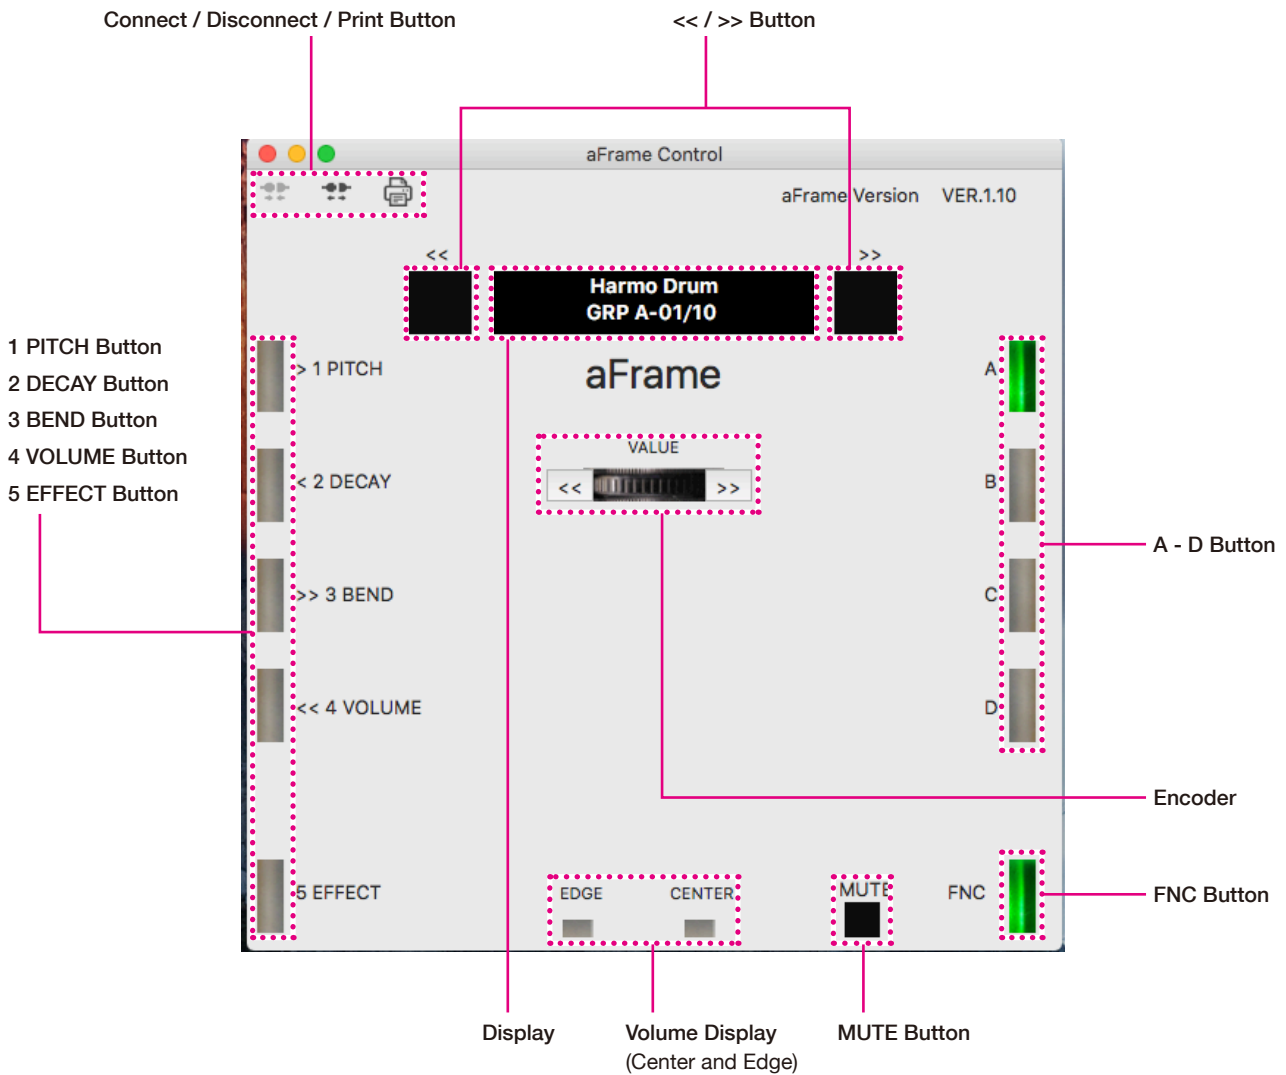 Connect / Disconnect / Print Button
<< / >> Button
aFrame Control
aFrame Version VER.1.10
<<
>>
Harmo Drum
GRP A-01/10
1 PITCH Button
2 DECAY Button
3 BEND Button
4 VOLUME Button
5 EFFECT Button
> 1 PITCH
aFrame
A
VALUE
<< >>
< 2 DECAY
B
A - D Button
>> 3 BEND
C
<< 4 VOLUME
D
Encoder
5 EFFECT
EDGE
CENTER
MUTE
FNC
FNC Button
Display
Volume Display
(Center and Edge)
MUTE Button